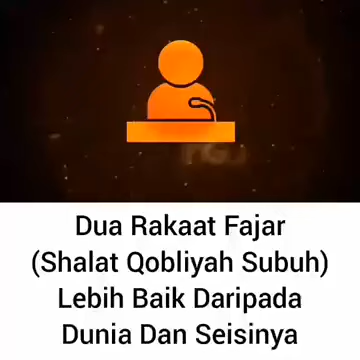 Dua Rakaat Fajar
(Shalat Qobliyah Subuh)
Lebih Baik Daripada
Dunia Dan Seisinya